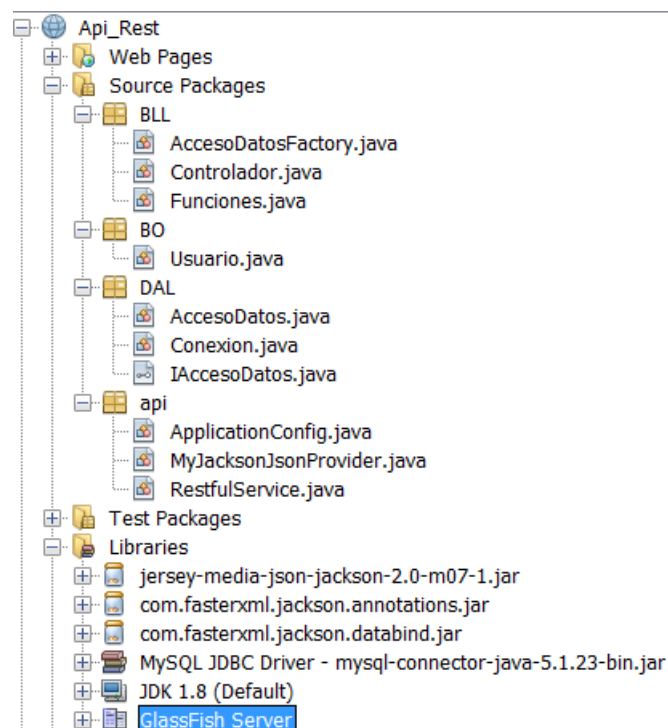 Api_Rest
Web Pages
Source Packages
BLL
AccesoDatosFactory.java
Controlador.java
Funciones.java
BO
Usuario.java
DAL
AccesoDatos.java
Conexion.java
IAccesoDatos.java
api
ApplicationConfig.java
MyJacksonJsonProvider.java
RestfulService.java
Test Packages
Libraries
jersey-media-json-jackson-2.0-m07-1.jar
com.fasterxml.jackson.annotations.jar
com.fasterxml.jackson.databind.jar
MySQL JDBC Driver - mysql-connector-java-5.1.23-bin.jar
JDK 1.8 (Default)
GlassFish Server